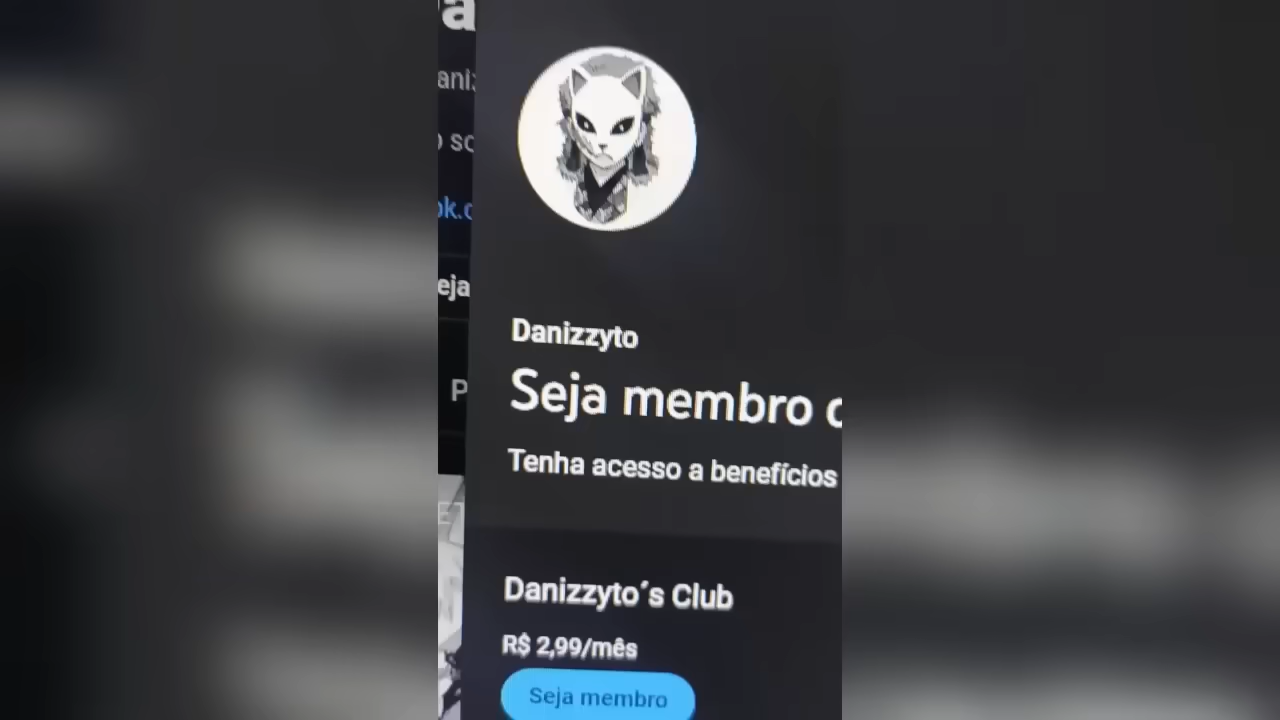 Danizzyto
Seja membro
Tenha acesso a benefícios
Danizzyto´s Club
R$ 2,99/mês
Seja membro